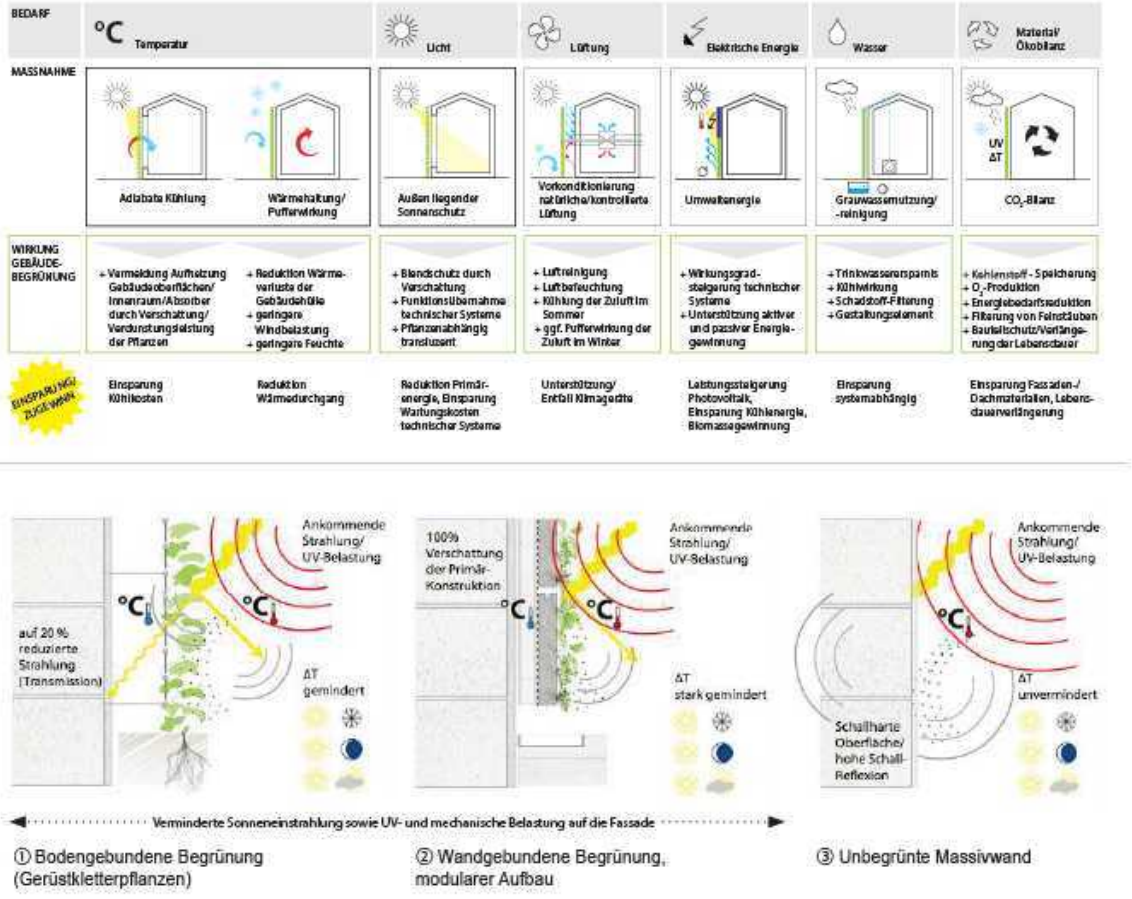 BEDARF
°C Temperatur
Licht
Lüftung
Elektrische Energie
Wasser
Material/
Ökobilanz
MASSNAHME
Adiabate Kühlung
Wärmehaltung/
Pufferwirkung
Außen liegender
Sonnenschutz
Vorkonditionierung
natürliche/kontrollierte
Lüftung
Umweltenergie
Grauwassernutzung/
-reinigung
UV
ΔT
CO₂-Bilanz
WIRKUNG
GEBÄUDE-
BEGRÜNUNG
+ Vermeidung Aufheizung
Gebäudeoberflächen/
Innenraum/Absorber
durch Verschattung/
Verdunstungsleistung
der Pflanzen
+ Reduktion Wärme-
verluste der
Gebäudehülle
+ geringere
Windbelastung
+ geringere Feuchte
+ Blendschutz durch
Verschattung
+ Funktionsübernahme
technischer Systeme
+ Pflanzenabhängig
transluzent
+ Luftreinigung
+ Luftbefeuchtung
+ Kühlung der Zuluft im
Sommer
+ ggf. Pufferwirkung der
Zuluft im Winter
+ Wirkungsgrad-
steigerung technischer
Systeme
+ Unterstützung aktiver
und passiver Energie-
gewinnung
+ Trinkwasserersparnis
+ Kühlwirkung
+ Schadstoff-Filterung
+ Gestaltungselement
+ Kohlenstoff - Speicherung
+ O₂-Produktion
+ Energiebedarfsreduktion
+ Filterung von Feinstäuben
+ Bauteilschutz/Verlänge-
rung der Lebensdauer
EINSPARUNG/
ZUGEWINN
Einsparung
Kühlkosten
Reduktion
Wärmedurchgang
Reduktion Primär-
energie, Einsparung
Wartungskosten
technischer Systeme
Unterstützung/
Entfall Klimageräte
Leistungssteigerung
Photovoltaik,
Einsparung Kühlenergie,
Biomassegewinnung
Einsparung
systemabhängig
Einsparung Fassaden-/
Dachmaterialien, Lebens-
dauerverlängerung
Ankommende
Strahlung/
UV-Belastung
°C
°C
auf 20 %
reduzierte
Strahlung
(Transmission)
ΔT
gemindert
100%
Verschattung
der Primär-
Konstruktion
Ankommende
Strahlung/
UV-Belastung
°C
°C
ΔT
stark gemindert
Ankommende
Strahlung/
UV-Belastung
°C
ΔT
unvermindert
Schallharte
Oberfläche/
hohe Schall-
Reflexion
Verminderte Sonneneinstrahlung sowie UV- und mechanische Belastung auf die Fassade
① Bodengebundene Begrünung
(Gerüstkletterpflanzen)
② Wandgebundene Begrünung,
modularer Aufbau
③ Unbegrünte Massivwand